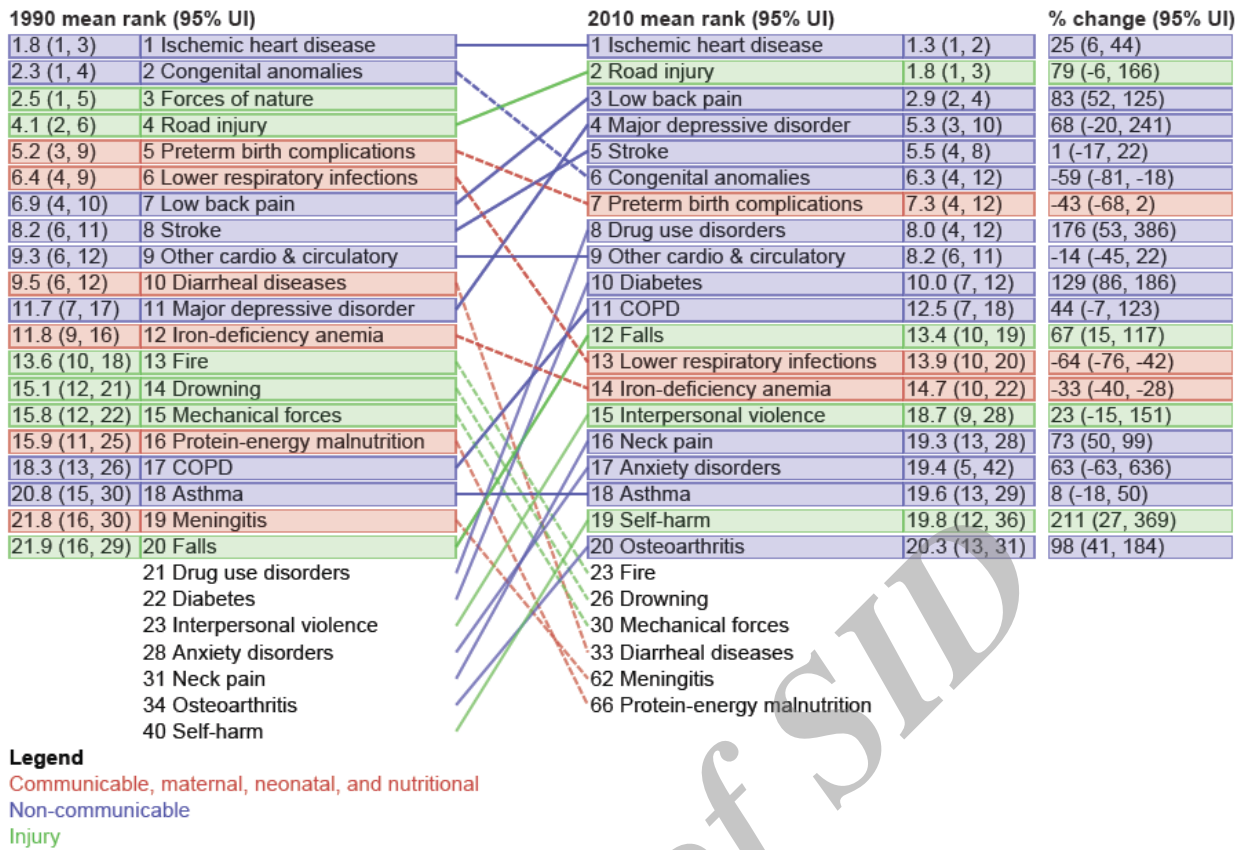 1990 mean rank (95% UI) 2010 mean rank (95% UI) % change (95% UI)
1.8 (1, 3) 1 Ischemic heart disease 1 Ischemic heart disease 1.3 (1, 2) 25 (6, 44)
2.3 (1, 4) 2 Congenital anomalies 2 Road injury 1.8 (1, 3) 79 (-6, 166)
2.5 (1, 5) 3 Forces of nature 3 Low back pain 2.9 (2, 4) 83 (52, 125)
4.1 (2, 6) 4 Road injury 4 Major depressive disorder 5.3 (3, 10) 68 (-20, 241)
5.2 (3, 9) 5 Preterm birth complications 5 Stroke 5.5 (4, 8) 1 (-17, 22)
6.4 (4, 9) 6 Lower respiratory infections 6 Congenital anomalies 6.3 (4, 12) -59 (-81, -18)
6.9 (4, 10) 7 Low back pain 7 Preterm birth complications 7.3 (4, 12) -43 (-68, 2)
8.2 (6, 11) 8 Stroke 8 Drug use disorders 8.0 (4, 12) 176 (53, 386)
9.3 (6, 12) 9 Other cardio & circulatory 9 Other cardio & circulatory 8.2 (6, 11) -14 (-45, 22)
9.5 (6, 12) 10 Diarrheal diseases 10 Diabetes 10.0 (7, 12) 129 (86, 186)
11.7 (7, 17) 11 Major depressive disorder 11 COPD 12.5 (7, 18) 44 (-7, 123)
11.8 (9, 16) 12 Iron-deficiency anemia 12 Falls 13.4 (10, 19) 67 (15, 117)
13.6 (10, 18) 13 Fire 13 Lower respiratory infections 13.9 (10, 20) -64 (-76, -42)
15.1 (12, 21) 14 Drowning 14 Iron-deficiency anemia 14.7 (10, 22) -33 (-40, -28)
15.8 (12, 22) 15 Mechanical forces 15 Interpersonal violence 18.7 (9, 28) 23 (-15, 151)
15.9 (11, 25) 16 Protein-energy malnutrition 16 Neck pain 19.3 (13, 28) 73 (50, 99)
18.3 (13, 26) 17 COPD 17 Anxiety disorders 19.4 (5, 42) 63 (-63, 636)
20.8 (15, 30) 18 Asthma 18 Asthma 19.6 (13, 29) 8 (-18, 50)
21.8 (16, 30) 19 Meningitis 19 Self-harm 19.8 (12, 36) 211 (27, 369)
21.9 (16, 29) 20 Falls 20 Osteoarthritis 20.3 (13, 31) 98 (41, 184)
21 Drug use disorders 23 Fire
22 Diabetes 26 Drowning
23 Interpersonal violence 30 Mechanical forces
28 Anxiety disorders 33 Diarrheal diseases
31 Neck pain 62 Meningitis
34 Osteoarthritis 66 Protein-energy malnutrition
40 Self-harm
Legend
Communicable, maternal, neonatal, and nutritional
Non-communicable
Injury
of SID